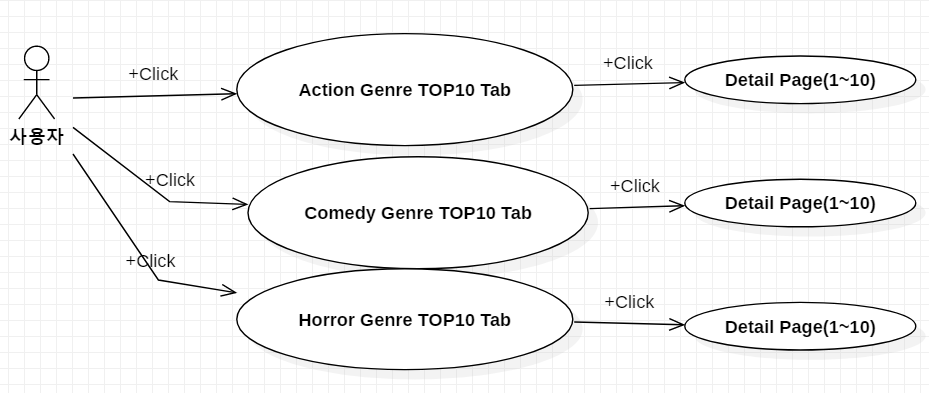 +Click
Action Genre TOP10 Tab
+Click
Detail Page(1~10)
사용자
+Click
Comedy Genre TOP10 Tab
+Click
Detail Page(1~10)
+Click
Horror Genre TOP10 Tab
+Click
Detail Page(1~10)